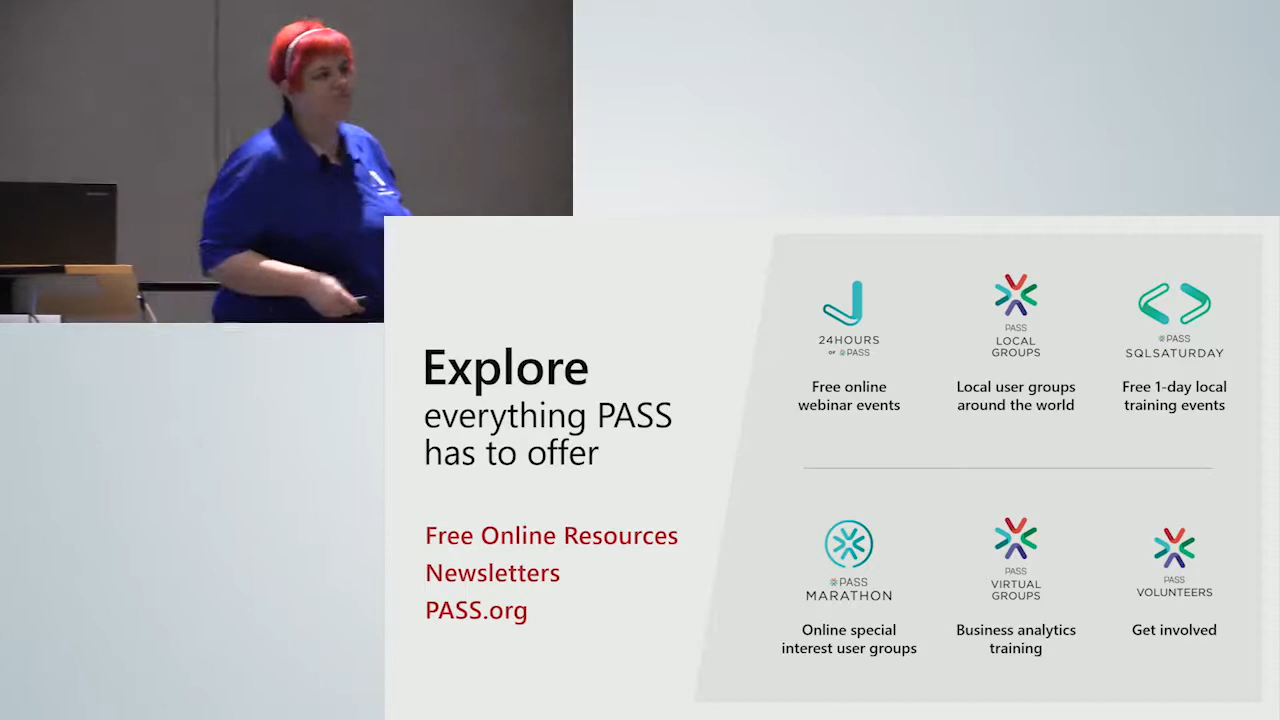 Explore
everything PASS
has to offer
Free Online Resources
Newsletters
PASS.org
24HOURS
OF PASS
Free online
webinar events
PASS
LOCAL
GROUPS
Local user groups
around the world
PASS
SQLSATURDAY
Free 1-day local
training events
PASS
MARATHON
Online special
interest user groups
PASS
VIRTUAL
GROUPS
Business analytics
training
PASS
VOLUNTEERS
Get involved